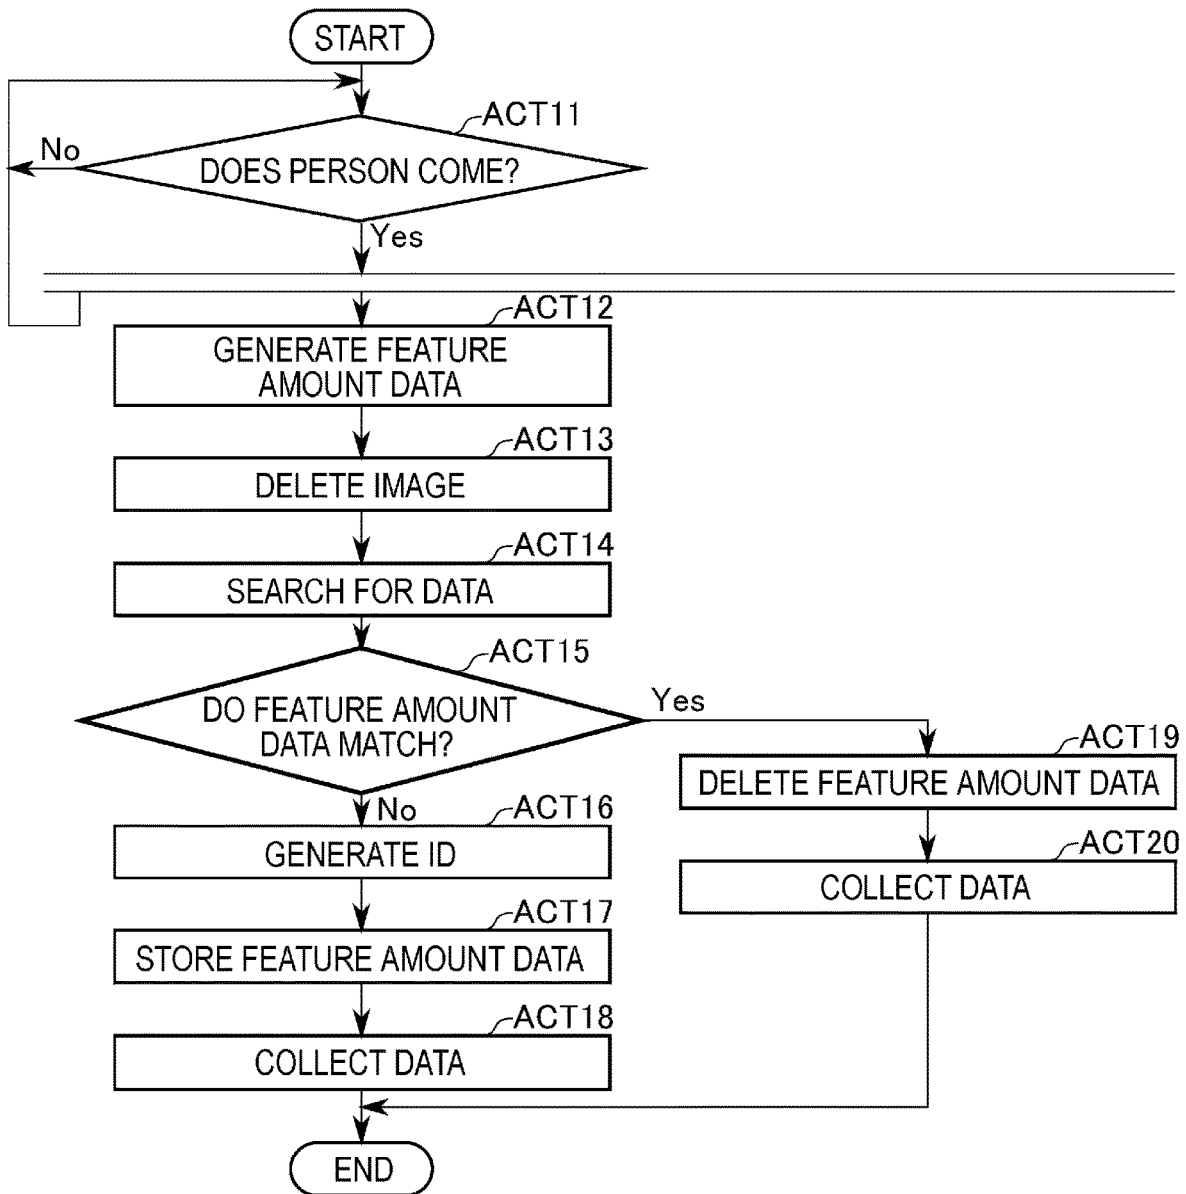 START
ACT11
No
DOES PERSON COME?
Yes
ACT12
GENERATE FEATURE
AMOUNT DATA
ACT13
DELETE IMAGE
ACT14
SEARCH FOR DATA
ACT15
DO FEATURE AMOUNT
DATA MATCH?
Yes
No
ACT16
GENERATE ID
ACT17
STORE FEATURE AMOUNT DATA
ACT18
COLLECT DATA
ACT19
DELETE FEATURE AMOUNT DATA
ACT20
COLLECT DATA
END